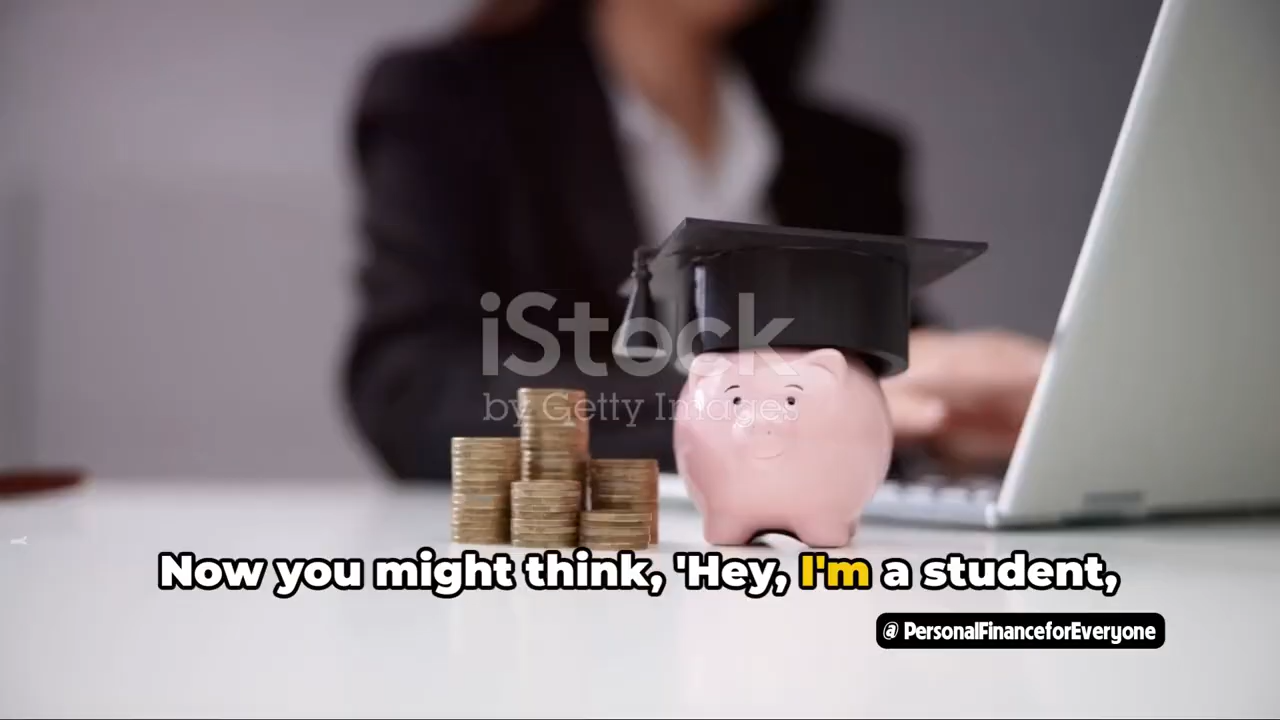 iStock
by Getty Images
Now you might think, 'Hey, I'm a student,
@ PersonalFinanceforEveryone